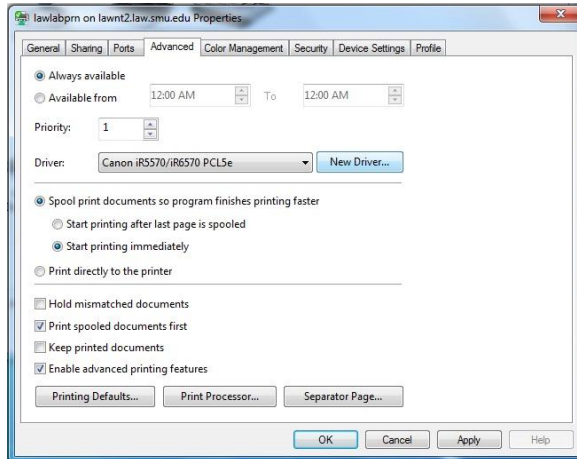 lawlabprn on lawnt2.law.smu.edu Properties
General Sharing Ports Advanced Color Management Security Device Settings Profile
Always available
Available from 12:00 AM To 12:00 AM
Priority: 1
Driver: Canon iR5570/iR6570 PCL5e New Driver...
Spool print documents so program finishes printing faster
Start printing after last page is spooled
Start printing immediately
Print directly to the printer
Hold mismatched documents
Print spooled documents first
Keep printed documents
Enable advanced printing features
Printing Defaults... Print Processor... Separator Page...
OK Cancel Apply Help